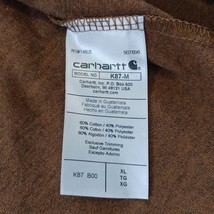 carhartt
MODEL NO K87-M
Carhartt, Inc. P.O. Box 600
Dearborn, MI 48121 USA
www.carhartt.com
Made in Guatemala
Fabriqué au Guatemala
Hecho en Guatemala
60% Cotton / 40% Polyester
60% Coton / 40% Polyester
60% Algodón / 40% Poliéster
Exclusive Trimming
Sauf Garnitures
Excepto Adorno
K87 B00
XL
TG
XG